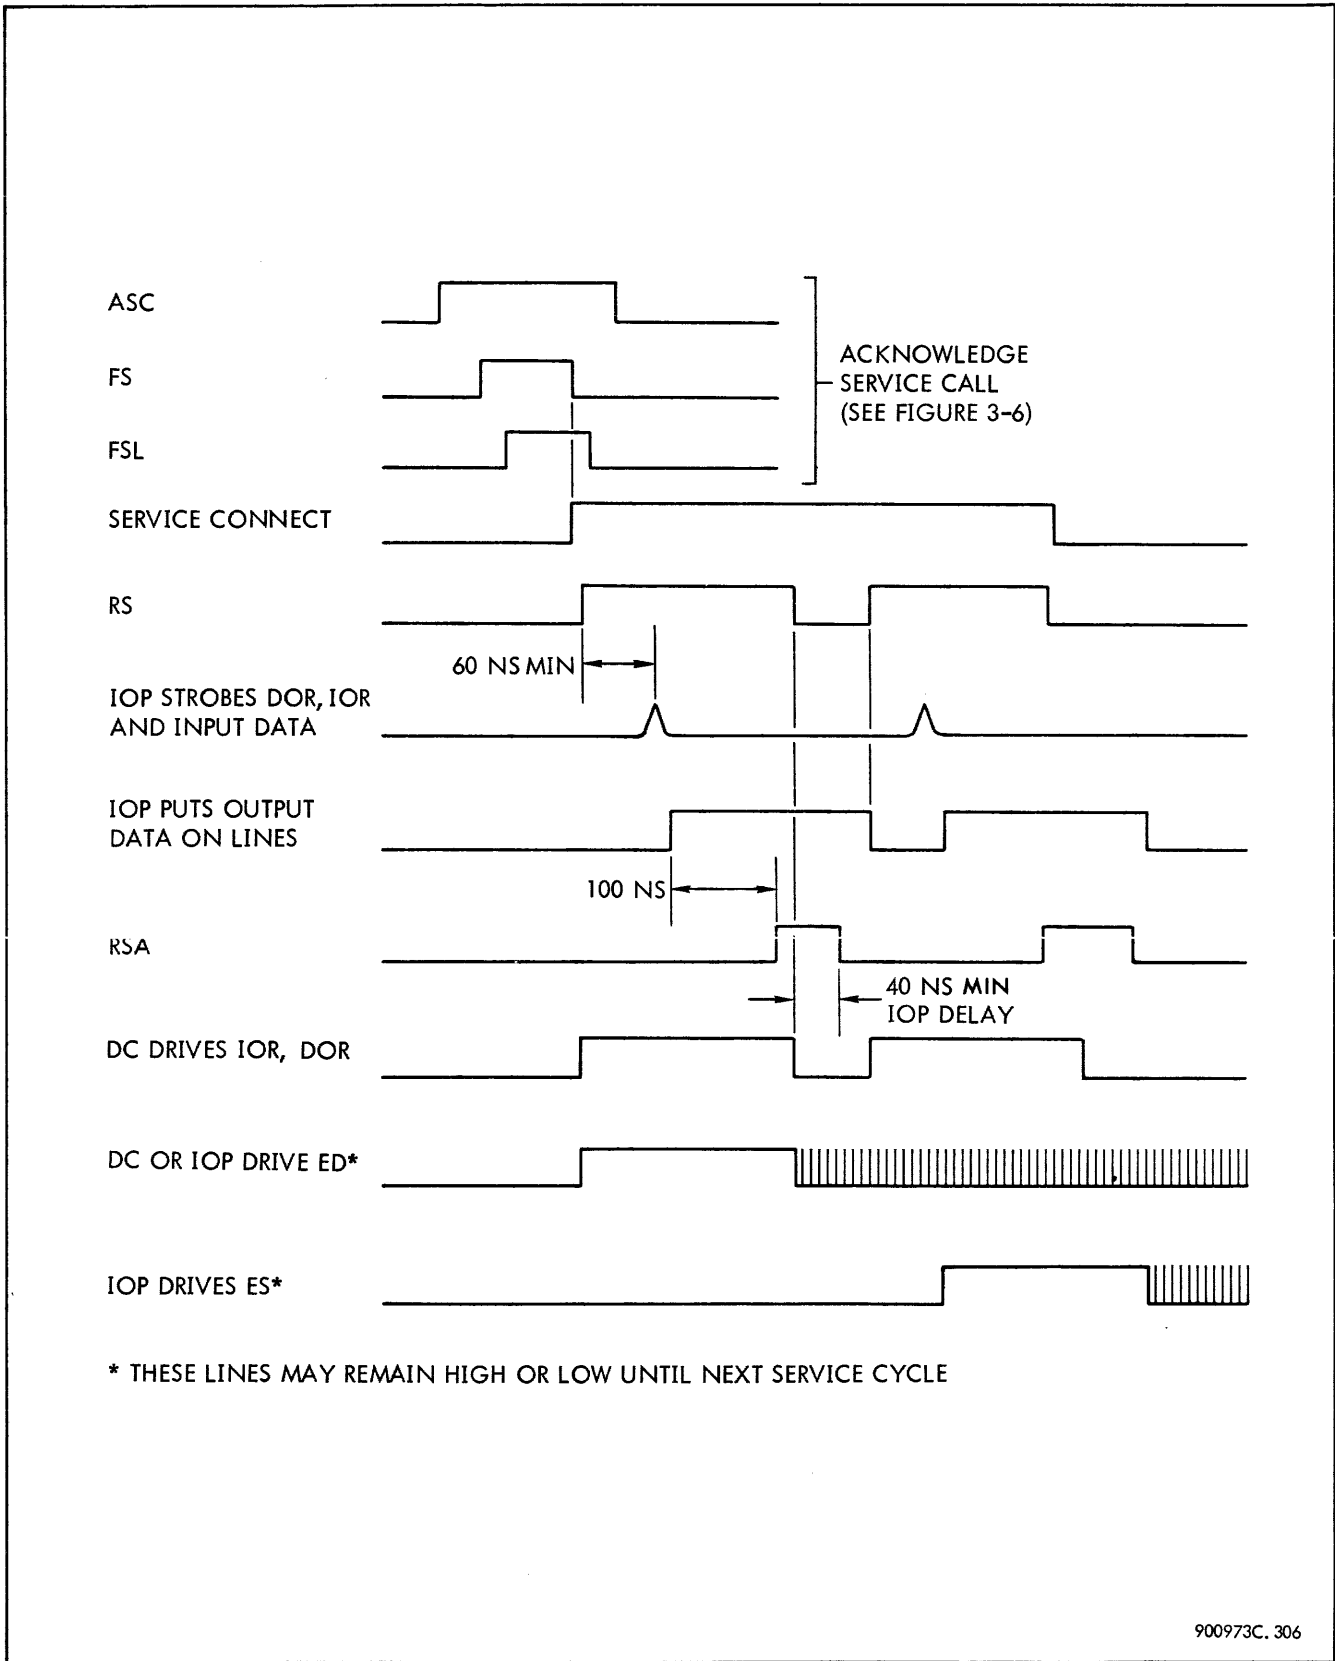 ASC
FS
FSL
ACKNOWLEDGE
SERVICE CALL
(SEE FIGURE 3-6)
SERVICE CONNECT
RS
60 NS MIN
IOP STROBES DOR, IOR
AND INPUT DATA
IOP PUTS OUTPUT
DATA ON LINES
100 NS
RSA
40 NS MIN
IOP DELAY
DC DRIVES IOR, DOR
DC OR IOP DRIVE ED*
IOP DRIVES ES*
* THESE LINES MAY REMAIN HIGH OR LOW UNTIL NEXT SERVICE CYCLE
900973C. 306